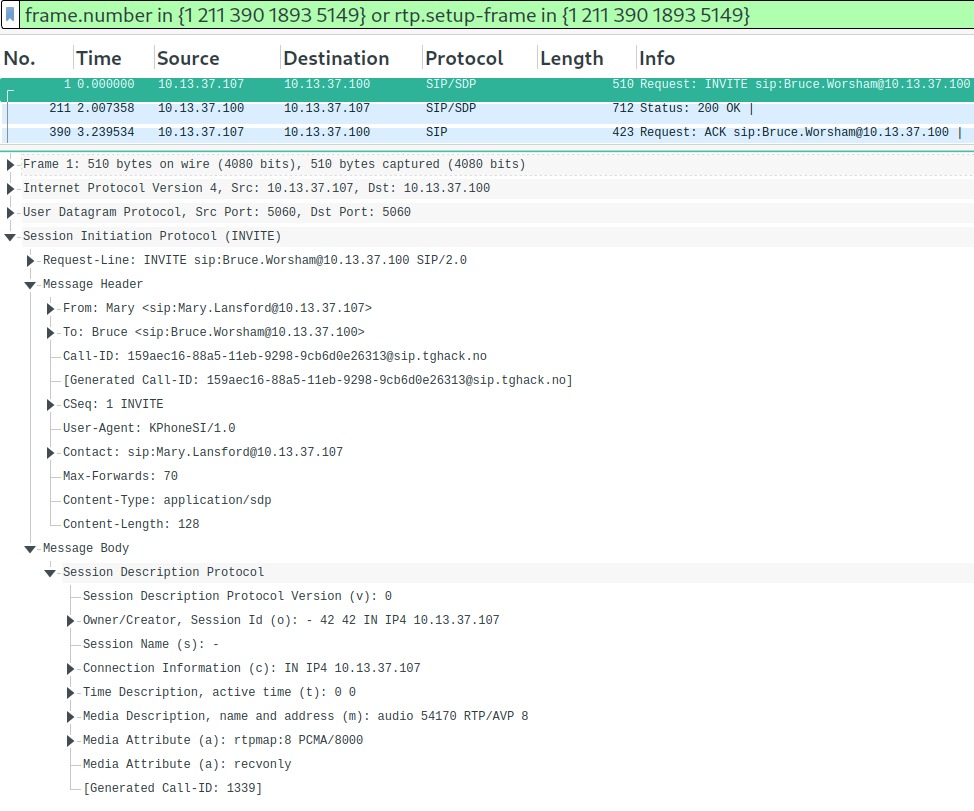 frame.number in {1 211 390 1893 5149} or rtp.setup-frame in {1 211 390 1893 5149}
No. Time Source Destination Protocol Length Info
1 0.000000 10.13.37.107 10.13.37.100 SIP/SDP 510 Request: INVITE sip:Bruce.Worsham@10.13.37.100
211 2.007358 10.13.37.100 10.13.37.107 SIP/SDP 712 Status: 200 OK |
390 3.239534 10.13.37.107 10.13.37.100 SIP 423 Request: ACK sip:Bruce.Worsham@10.13.37.100 |
Frame 1: 510 bytes on wire (4080 bits), 510 bytes captured (4080 bits)
Internet Protocol Version 4, Src: 10.13.37.107, Dst: 10.13.37.100
User Datagram Protocol, Src Port: 5060, Dst Port: 5060
Session Initiation Protocol (INVITE)
Request-Line: INVITE sip:Bruce.Worsham@10.13.37.100 SIP/2.0
Message Header
From: Mary <sip:Mary.Lansford@10.13.37.107>
To: Bruce <sip:Bruce.Worsham@10.13.37.100>
Call-ID: 159aec16-88a5-11eb-9298-9cb6d0e26313@sip.tghack.no
[Generated Call-ID: 159aec16-88a5-11eb-9298-9cb6d0e26313@sip.tghack.no]
CSeq: 1 INVITE
User-Agent: KPhoneSI/1.0
Contact: sip:Mary.Lansford@10.13.37.107
Max-Forwards: 70
Content-Type: application/sdp
Content-Length: 128
Message Body
Session Description Protocol
Session Description Protocol Version (v): 0
Owner/Creator, Session Id (o): - 42 42 IN IP4 10.13.37.107
Session Name (s): -
Connection Information (c): IN IP4 10.13.37.107
Time Description, active time (t): 0 0
Media Description, name and address (m): audio 54170 RTP/AVP 8
Media Attribute (a): rtpmap:8 PCMA/8000
Media Attribute (a): recvonly
[Generated Call-ID: 1339]